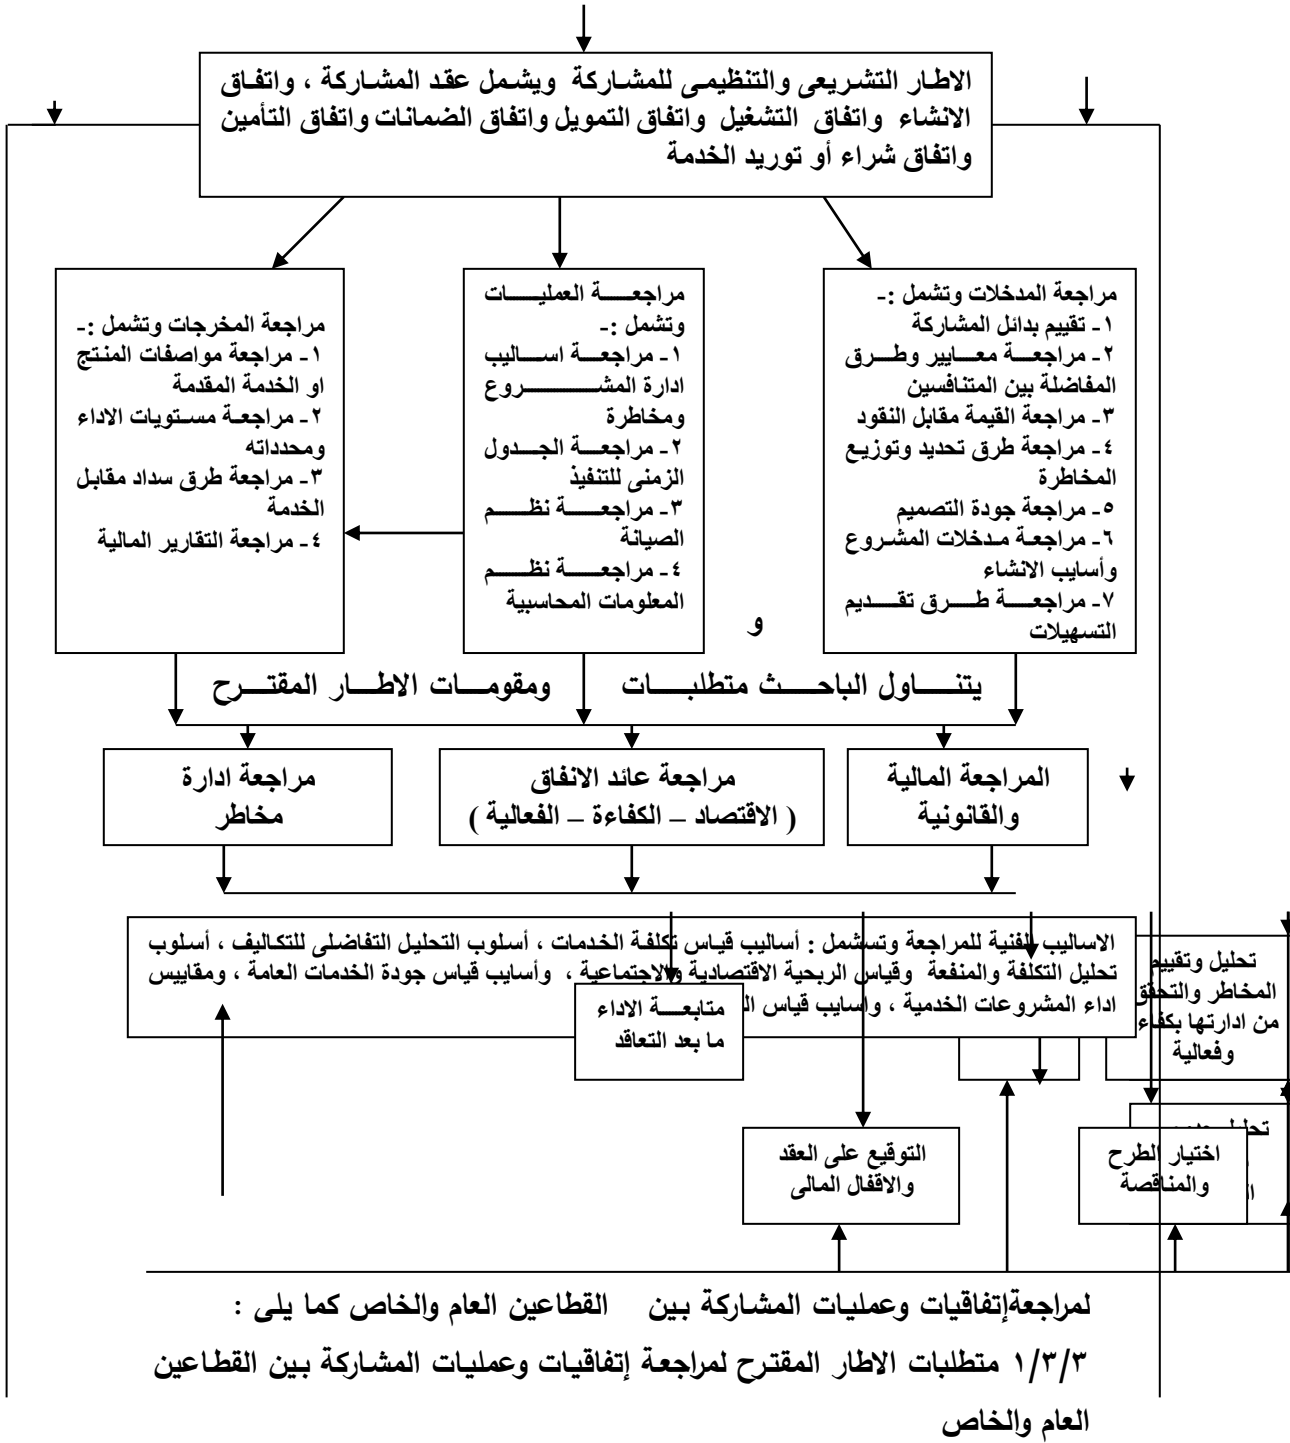 الاطار التشريعى والتنظيمى للمشاركة ويشمل عقد المشاركة ، واتفاق
الانشاء واتفاق التشغيل واتفاق التمويل واتفاق الضمانات واتفاق التأمين
واتفاق شراء أو توريد الخدمة
مراجعة المدخلات وتشمل :-
١- تقييم بدائل المشاركة
٢- مراجعة معايير وطرق
المفاضلة بين المتنافسين
٣- مراجعة القيمة مقابل النقود
٤- مراجعة طرق تحديد وتوزيع
المخاطرة
٥- مراجعة جودة التصميم
٦- مراجعة مدخلات المشروع
وأسايب الانشاء
٧- مراجعة طرق تقديم
التسهيلات
مراجعة العمليات
وتشمل :-
١- مراجعة اساليب
ادارة المشروع
ومخاطرة
٢- مراجعة الجدول
الزمنى للتنفيذ
٣- مراجعة نظم
الصيانة
٤- مراجعة نظم
المعلومات المحاسبية
مراجعة المخرجات وتشمل :-
١- مراجعة مواصفات المنتج
او الخدمة المقدمة
٢- مراجعة مستويات الاداء
ومحدداته
٣- مراجعة طرق سداد مقابل
الخدمة
٤- مراجعة التقارير المالية
و
يتناول الباحث متطلبات ومقومات الاطار المقترح
المراجعة المالية
والقانونية
مراجعة عائد الانفاق
( الاقتصاد – الكفاءة – الفعالية )
مراجعة ادارة
مخاطر
الاساليب الفنية للمراجعة وتسشمل : أساليب قياس تكلفة الخدمات ، أسلوب التحليل التفاضلى للتكاليف ، أسلوب
تحليل التكلفة والمنفعة وقياس الربحية الاقتصادية والاجتماعية ، وأسايب قياس جودة الخدمات العامة ، ومقاييس
اداء المشروعات الخدمية ، واسايب قياس
تحليل وتقييم
المخاطر والتحقق
من ادارتها بكفاء
وفعالية
متابعة الاداء
ما بعد التعاقد
التوقيع على العقد
والاقفال المالى
اختيار الطرح
والمناقصة
لمراجعةإتفاقيات وعمليات المشاركة بين القطاعين العام والخاص كما يلى :
١/٣/٣ متطلبات الاطار المقترح لمراجعة إتفاقيات وعمليات المشاركة بين القطاعين
العام والخاص